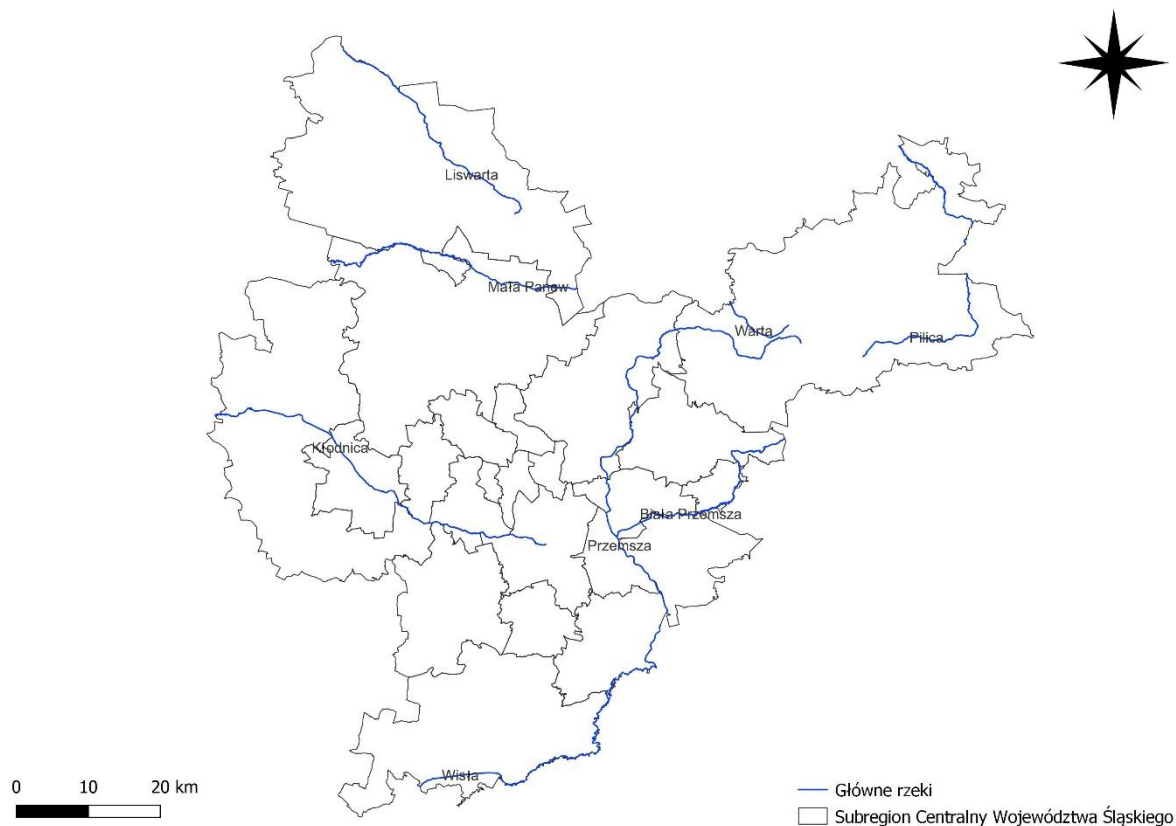 Liswarta
Mała Panew
Warta
Pilica
Kłodnica
Biała Przemsza
Przemsza
Wisła
0 10 20 km
Główne rzeki
Subregion Centralny Województwa Śląskiego